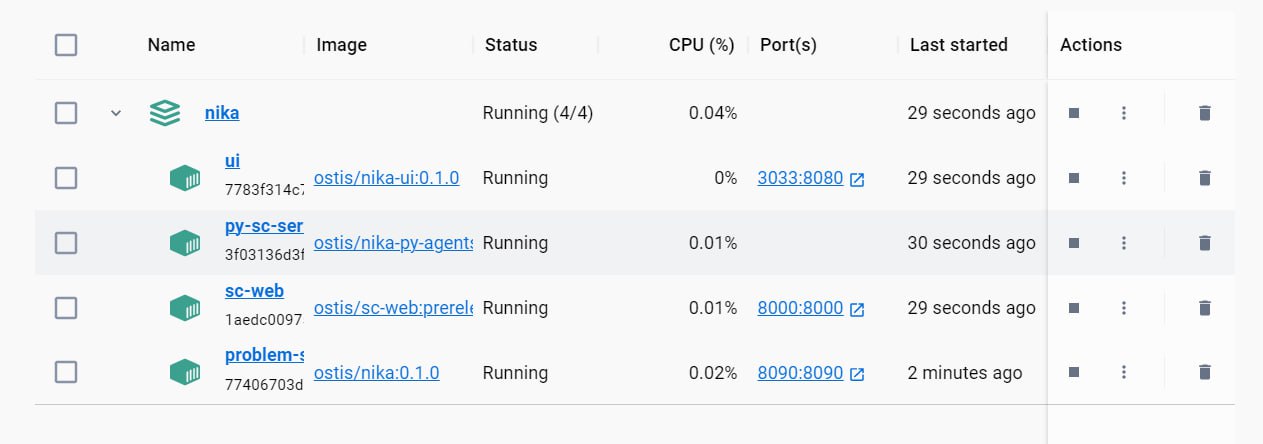 Name Image Status CPU (%) Port(s) Last started Actions
nika Running (4/4) 0.04% 29 seconds ago
ui
7783f314c7 ostis/nika-ui:0.1.0 Running 0% 3033:8080 29 seconds ago
py-sc-ser
3f03136d3f ostis/nika-py-agents Running 0.01% 30 seconds ago
sc-web
1aedc0097 ostis/sc-web:prerele Running 0.01% 8000:8000 29 seconds ago
problem-s
77406703d ostis/nika:0.1.0 Running 0.02% 8090:8090 2 minutes ago